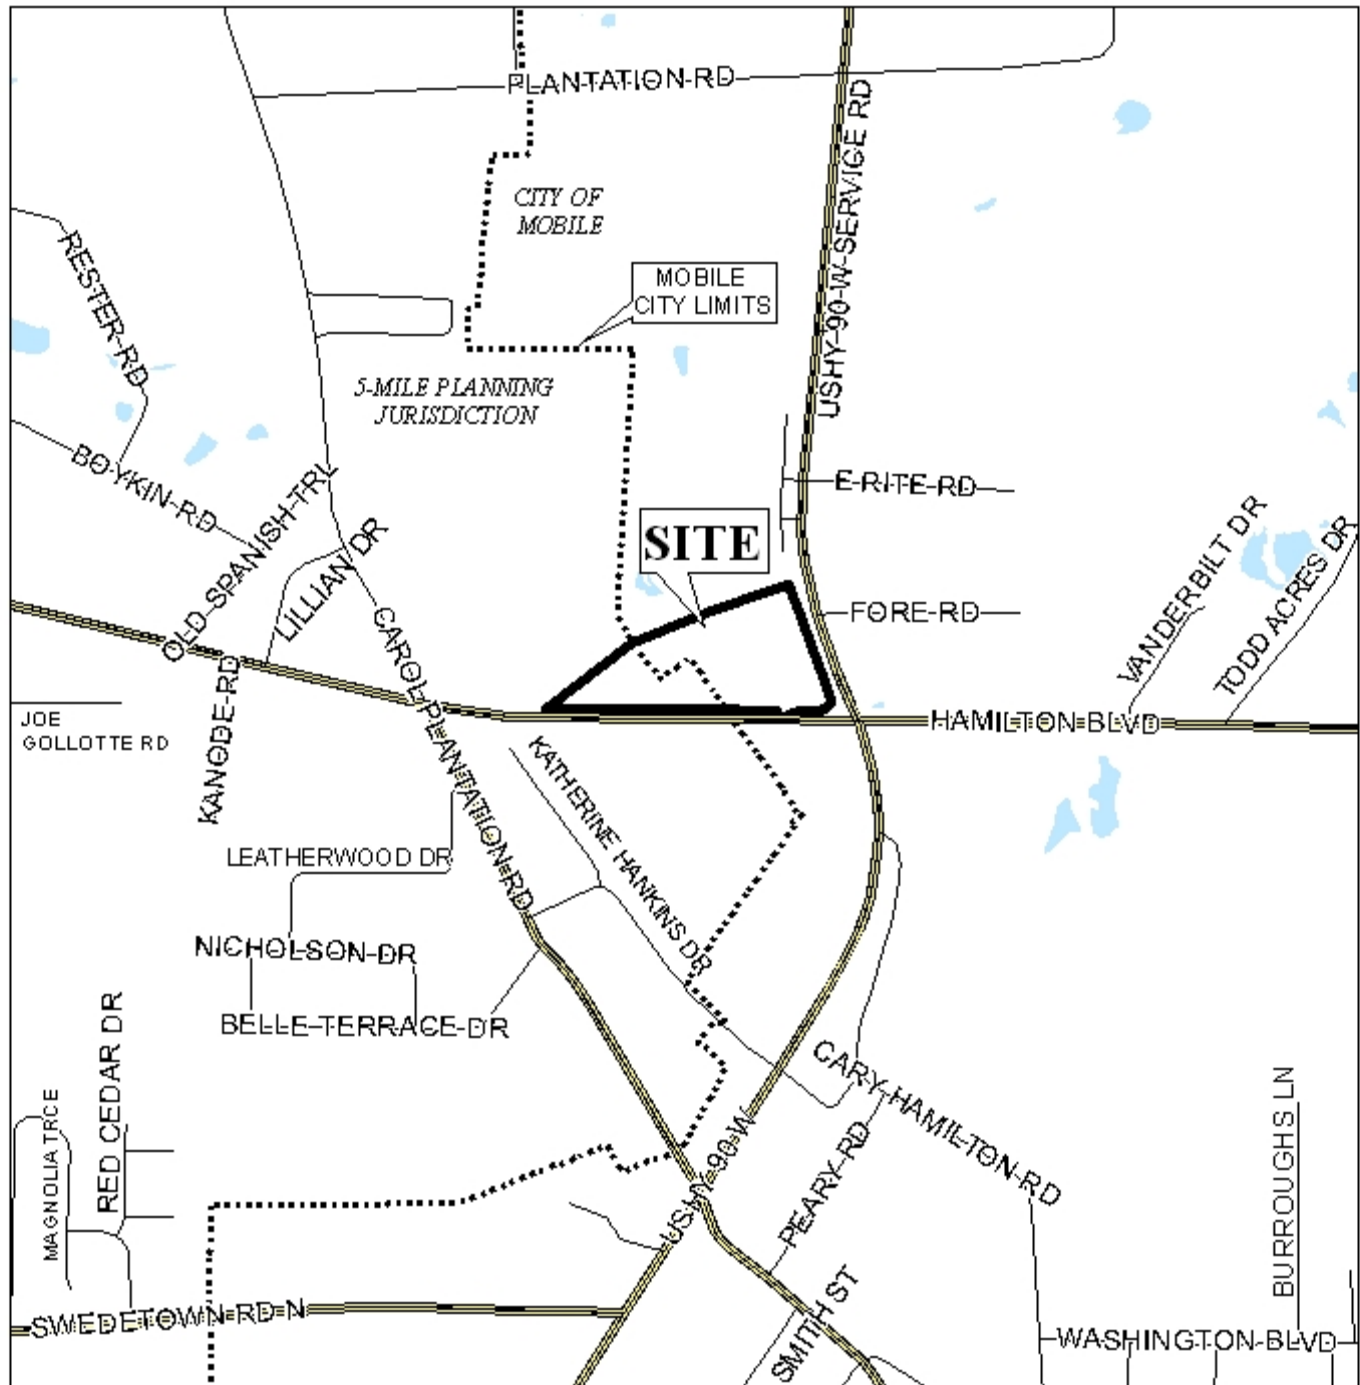 PLANTATION RD
USHY 90 W SERVICE RD
CITY OF
MOBILE
RESTER RD
MOBILE
CITY LIMITS
5-MILE PLANNING
JURISDICTION
BOYKIN RD
OLD SPANISH TRL
LILLIAN DR
E RITE RD
SITE
VANDERBILT DR
TODD ACRES DR
FORE RD
CAROL PLANTATION RD
KANODE RD
JOE
GOLLOTTE RD
HAMILTON BLVD
KATHERINE HANKINS DR
LEATHERWOOD DR
NICHOLSON DR
BELLE TERRACE DR
RED CEDAR DR
MAGNOLIA TRCE
GARY HAMILTON RD
USHY 90 W
PEARY RD
BURROUGHS LN
SWEDETOWN RD N
SMITH ST
WASHINGTON BLVD